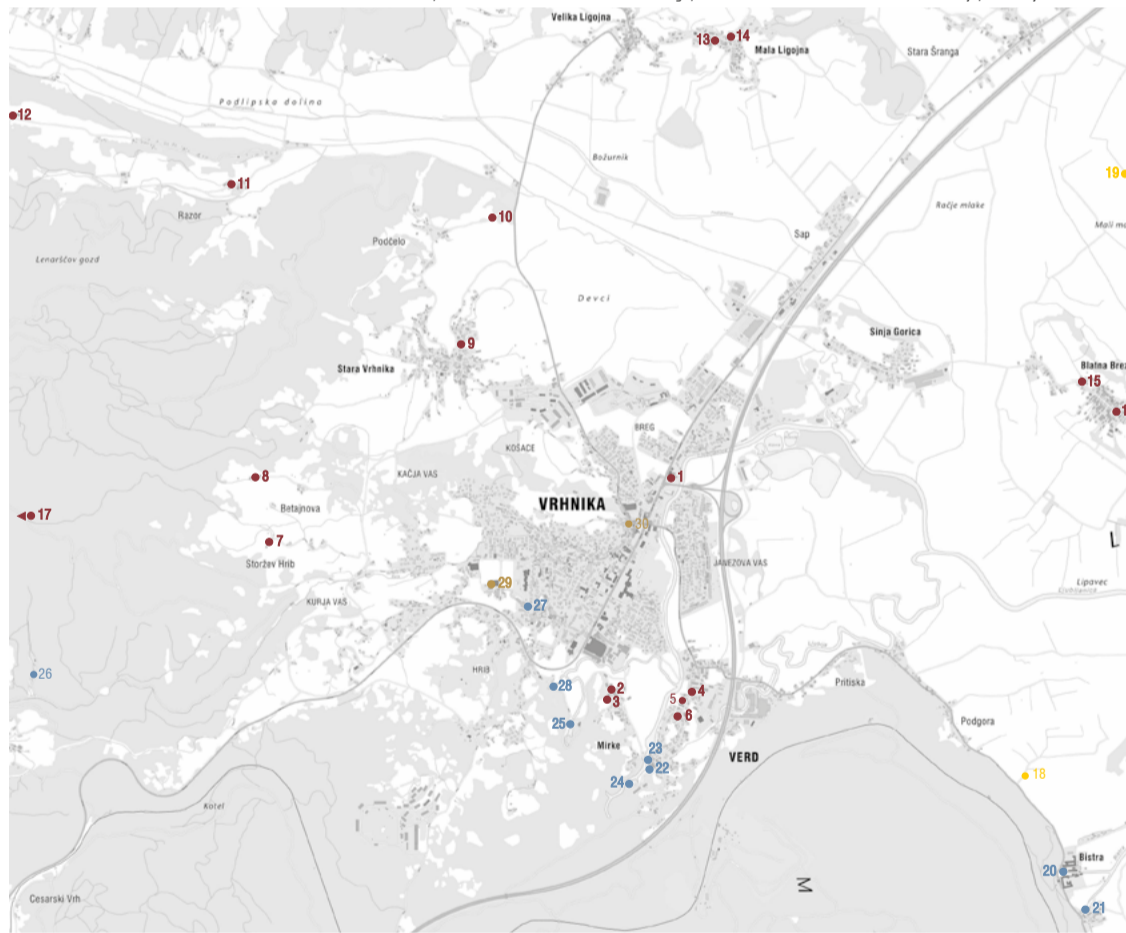 Velika Ligojna
13
14
Mala Ligojna
Stara Šranga
Podlipska dolina
12
Božurnik
19
11
Razor
10
Račje mlake
Podčelo
Sap
Lenarščov gozd
Devci
9
Sinja Gorica
Stara Vrhnika
15
BREG
KOŠACE
KAČJA VAS
8
1
VRHNIKA
Betajnova
17
30
7
L
Storžev Hrib
JANEZOVA VAS
29
Lipavec
KURJA VAS
27
HRIB
26
Pritiska
28
2
4
3
5
6
Podgora
25
Mirke
23
VERD
22
24
18
Kotel
Bistra
20
M
Cesarski Vrh
21